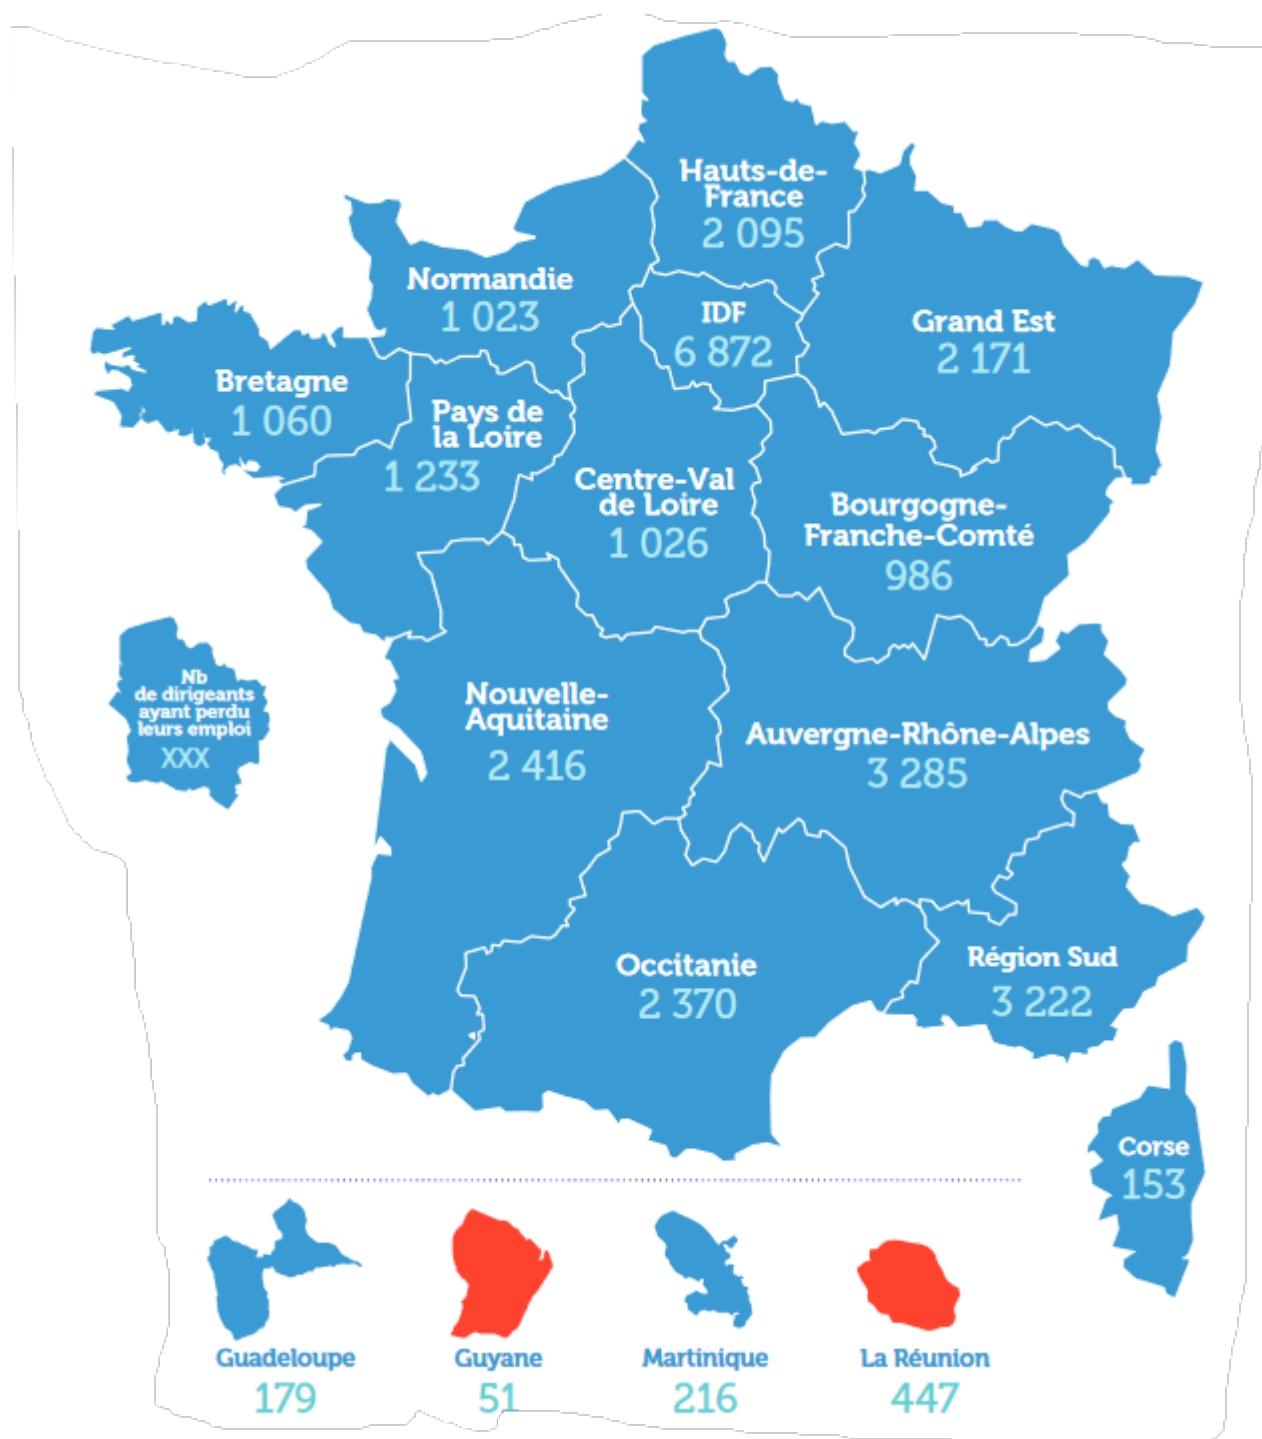 Hauts-de-
France
2 095
Normandie
1 023
IDF
6 872
Grand Est
2 171
Bretagne
1 060
Pays de
la Loire
1 233
Centre-Val
de Loire
1 026
Bourgogne-
Franche-Comté
986
Nb
de dirigeants
ayant perdu
leurs emploi
XXX
Nouvelle-
Aquitaine
2 416
Auvergne-Rhône-Alpes
3 285
Occitanie
2 370
Région Sud
3 222
Corse
153
Guadeloupe
179
Guyane
51
Martinique
216
La Réunion
447